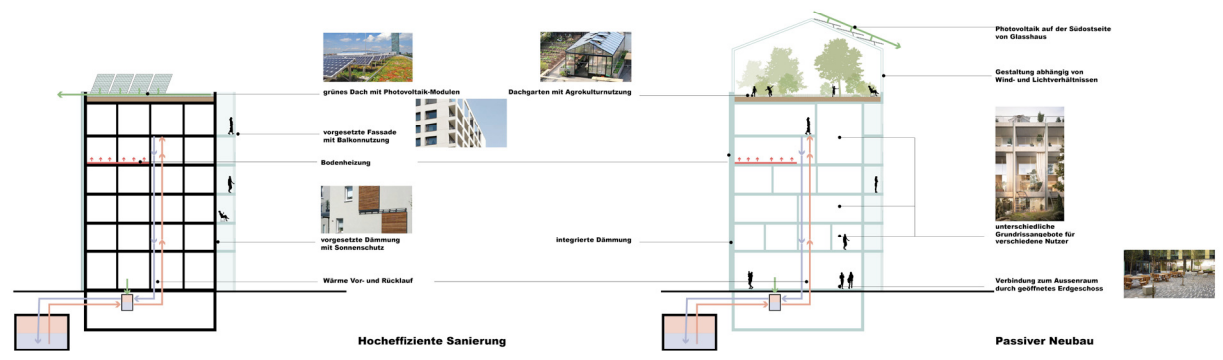 grünes Dach mit Photovoltaik-Modulen
vorgesetzte Fassade
mit Balkonnutzung
Bodenheizung
vorgesetzte Dämmung
mit Sonnenschutz
Wärme Vor- und Rücklauf
Hocheffiziente Sanierung
Dachgarten mit Agrokulturnutzung
integrierte Dämmung
Photovoltaik auf der Südostseite
von Glasshaus
Gestaltung abhängig von
Wind- und Lichtverhältnissen
unterschiedliche
Grundrissangebote für
verschiedene Nutzer
Verbindung zum Aussenraum
durch geöffnetes Erdgeschoss
Passiver Neubau